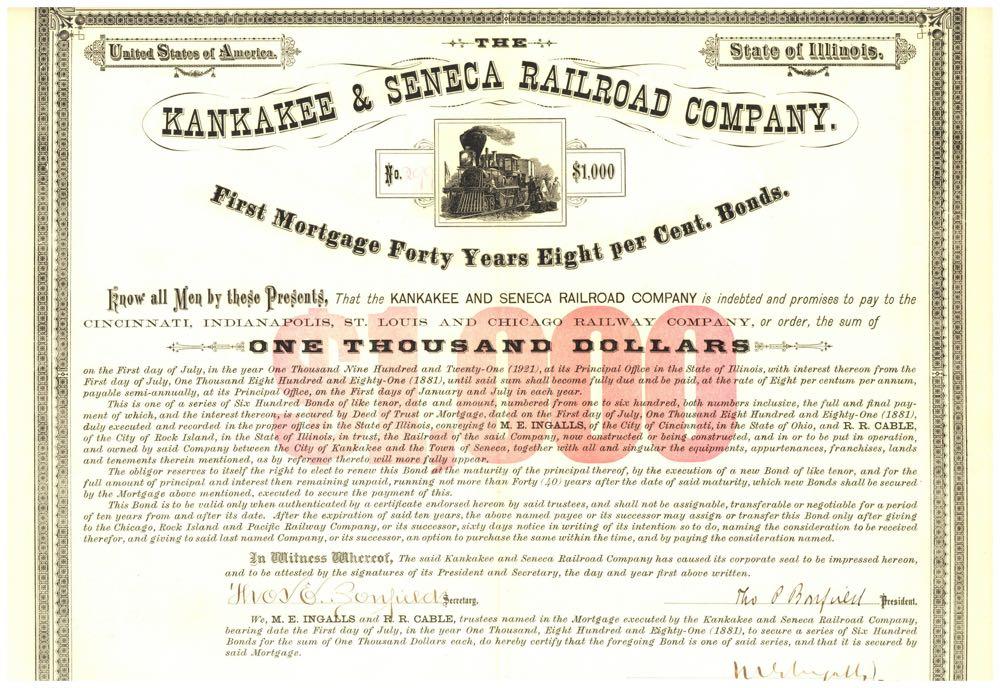 United States of America.
THE
State of Illinois.
KANKAKEE & SENECA RAILROAD COMPANY.
No.
$1,000
First Mortgage Forty Years Eight per Cent. Bonds.
$1,000
Know all Men by these Presents, That the KANKAKEE AND SENECA RAILROAD COMPANY is indebted and promises to pay to the
CINCINNATI, INDIANAPOLIS, ST. LOUIS AND CHICAGO RAILWAY COMPANY, or order, the sum of
ONE THOUSAND DOLLARS
on the First day of July, in the year One Thousand Nine Hundred and Twenty-One (1921), at its Principal Office in the State of Illinois, with interest thereon from the
First day of July, One Thousand Eight Hundred and Eighty-One (1881), until said sum shall become fully due and be paid, at the rate of Eight per centum per annum,
payable semi-annually, at its Principal Office, on the First days of January and July in each year.
This is one of a series of Six Hundred Bonds of like tenor, date and amount, numbered from one to six hundred, both numbers inclusive, the full and final pay-
ment of which, and the interest thereon, is secured by Deed of Trust or Mortgage, dated on the First day of July, One Thousand Eight Hundred and Eighty-One (1881),
duly executed and recorded in the proper offices in the State of Illinois, conveying to M. E. INGALLS, of the City of Cincinnati, in the State of Ohio, and R. R. CABLE,
of the City of Rock Island, in the State of Illinois, in trust, the Railroad of the said Company, now constructed or being constructed, and in or to be put in operation,
and owned by said Company between the City of Kankakee and the Town of Seneca, together with all and singular the equipments, appurtenances, franchises, lands
and tenements therein mentioned, as by reference thereto will more fully appear.
The obligor reserves to itself the right to elect to renew this Bond at the maturity of the principal thereof, by the execution of a new Bond of like tenor, and for the
full amount of principal and interest then remaining unpaid, running not more than Forty (40) years after the date of said maturity, which new Bonds shall be secured
by the Mortgage above mentioned, executed to secure the payment of this.
This Bond is to be valid only when authenticated by a certificate endorsed hereon by said trustees, and shall not be assignable, transferable or negotiable for a period
of ten years from and after its date. After the expiration of said ten years, the above named payee or its successor may assign or transfer this Bond only after giving
to the Chicago, Rock Island and Pacific Railway Company, or its successor, sixty days notice in writing of its intention so to do, naming the consideration to be received
therefor, and giving to said last named Company, or its successor, an option to purchase the same within the time, and by paying the consideration named.
In Witness Whereof, The said Kankakee and Seneca Railroad Company has caused its corporate seal to be impressed hereon,
and to be attested by the signatures of its President and Secretary, the day and year first above written.
Bonfield Secretary. Tho P Bonfield President.
We, M. E. INGALLS and R. R. CABLE, trustees named in the Mortgage executed by the Kankakee and Seneca Railroad Company,
bearing date the First day of July, in the year One Thousand, Eight Hundred and Eighty-One (1881), to secure a series of Six Hundred
Bonds for the sum of One Thousand Dollars each, do hereby certify that the foregoing Bond is one of said series, and that it is secured by
said Mortgage.